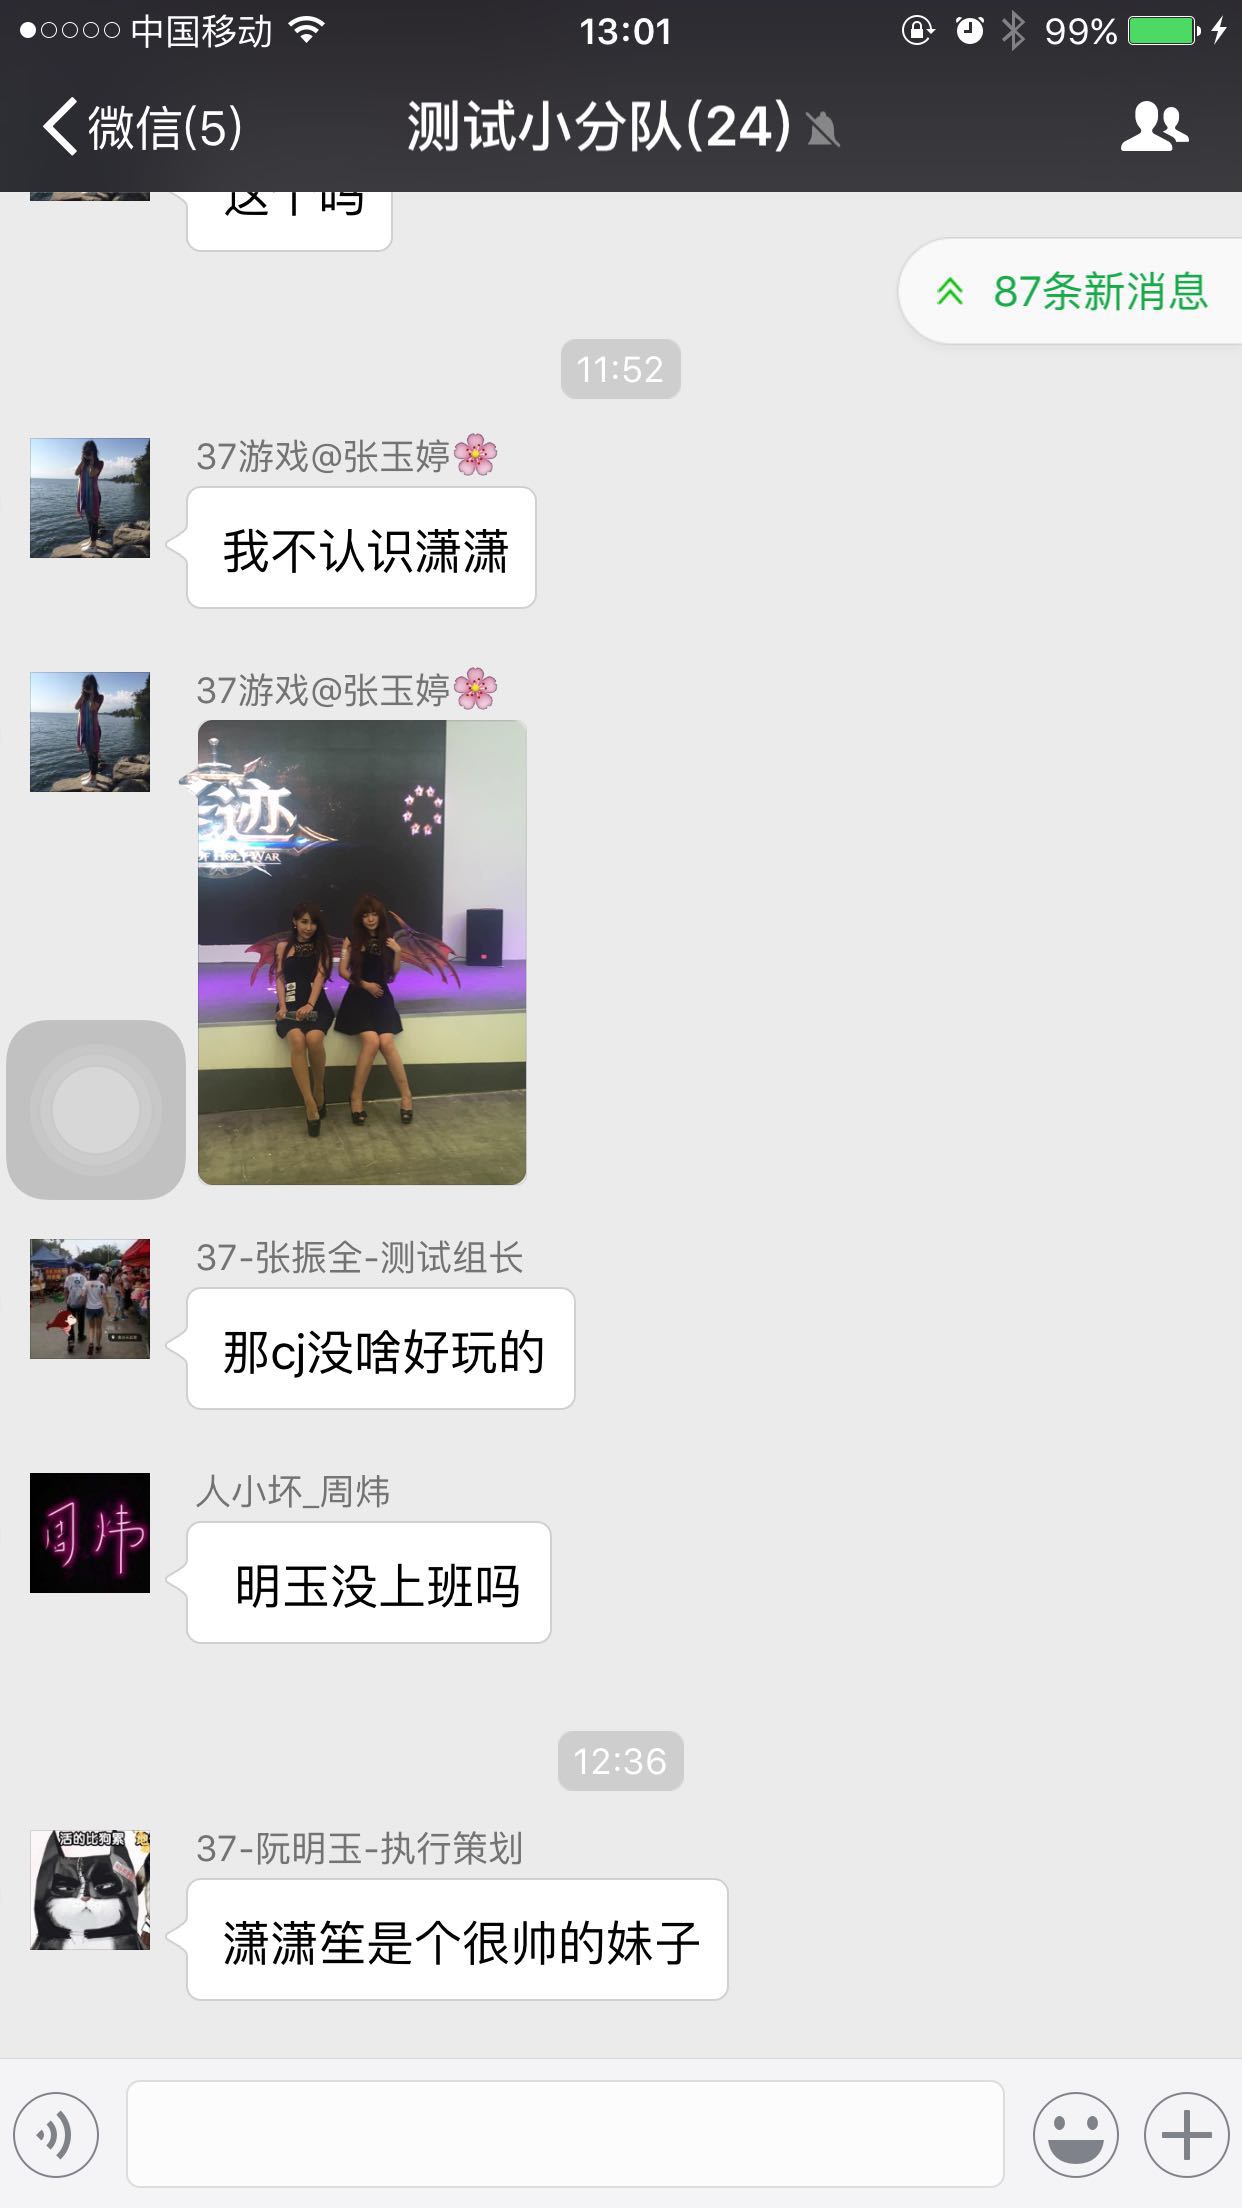 中国移动
13:01
99%
微信(5)
测试小分队(24)
这个吗
87条新消息
11:52
37游戏@张玉婷🌸
我不认识潇潇
37游戏@张玉婷🌸
迹
OF HOLY WAR
37-张振全-测试组长
那cj没啥好玩的
人小坏_周炜
周炜
明玉没上班吗
12:36
活的比狗累
37-阮明玉-执行策划
潇潇笙是个很帅的妹子